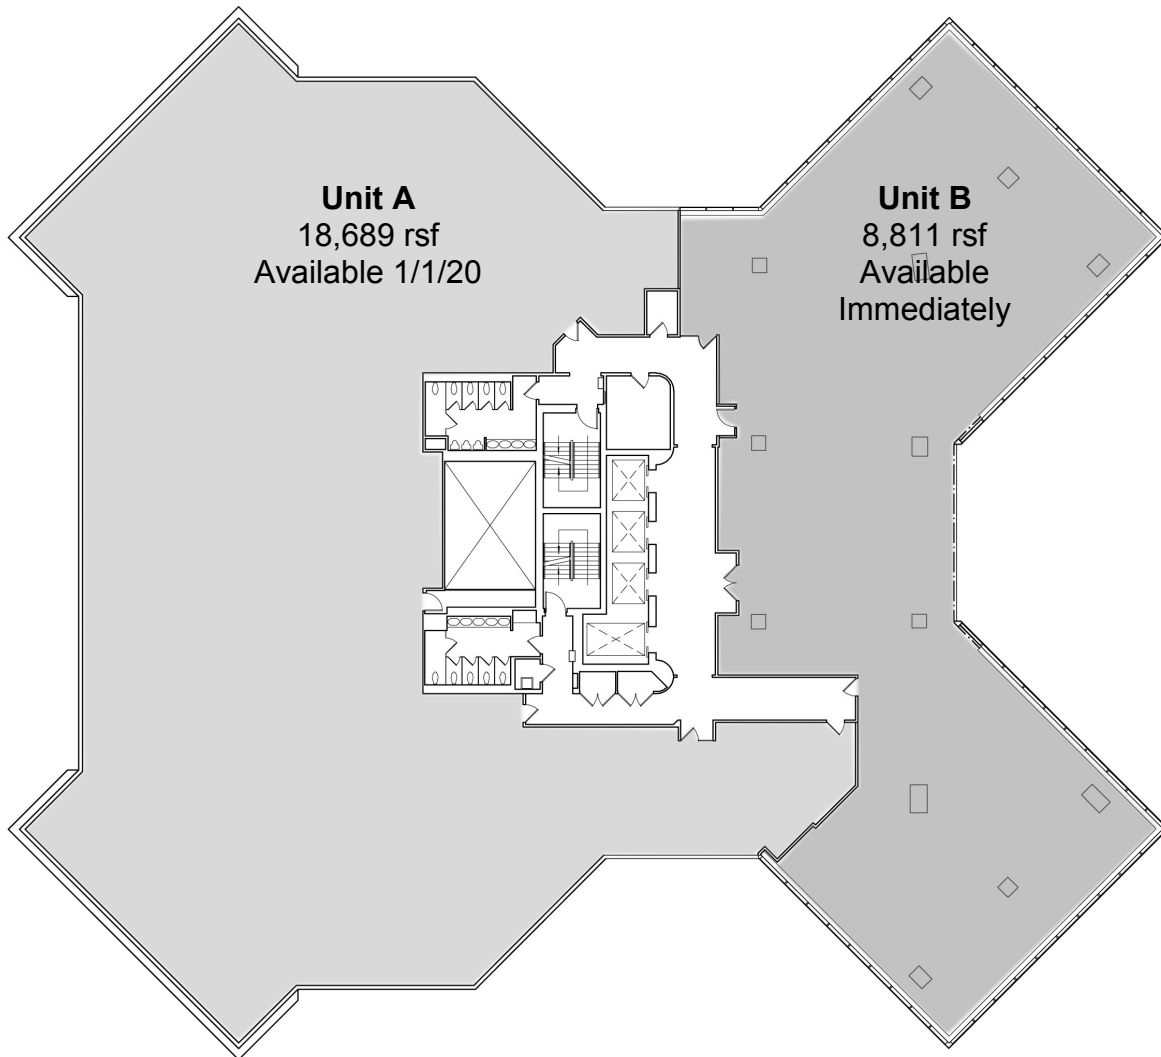 Unit A
18,689 rsf
Available 1/1/20
Unit B
8,811 rsf
Available
Immediately